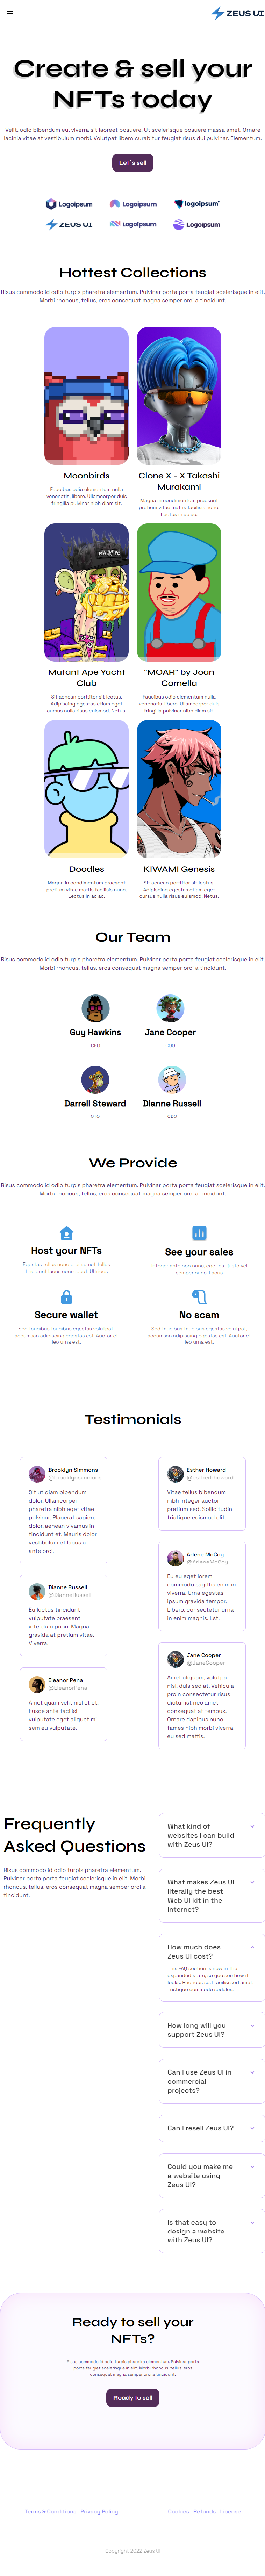 ZEUS UI
Create & sell your
NFTs today
Velit, odio bibendum eu, viverra sit laoreet posuere. Ut scelerisque posuere massa amet. Ornare
lacinia vitae at vestibulum morbi. Volutpat libero curabitur feugiat risus dui pulvinar. Elementum.
Let´s sell
Logoipsum
Logoipsum
logoipsum
ZEUS UI
Logoipsum
Logoipsum
Hottest Collections
Risus commodo id odio turpis pharetra elementum. Pulvinar porta porta feugiat scelerisque in elit.
Morbi rhoncus, tellus, eros consequat magna semper orci a tincidunt.
Moonbirds
Faucibus odio elementum nulla
venenatis, libero. Ullamcorper duis
fringilla pulvinar nibh diam sit.
Clone X - X Takashi
Murakami
Magna in condimentum praesent
pretium vitae mattis facilisis nunc.
Lectus in ac ac.
Mutant Ape Yacht
Club
Sit aenean porttitor sit lectus.
Adipiscing egestas etiam eget
cursus nulla risus euismod. Netus.
"MOAR" by Joan
Cornella
Faucibus odio elementum nulla
venenatis, libero. Ullamcorper duis
fringilla pulvinar nibh diam sit.
Doodles
Magna in condimentum praesent
pretium vitae mattis facilisis nunc.
Lectus in ac ac.
KIWAMI Genesis
Sit aenean porttitor sit lectus.
Adipiscing egestas etiam eget
cursus nulla risus euismod. Netus.
Our Team
Risus commodo id odio turpis pharetra elementum. Pulvinar porta porta feugiat scelerisque in elit.
Morbi rhoncus, tellus, eros consequat magna semper orci a tincidunt.
Guy Hawkins
CEO
Jane Cooper
COO
Darrell Steward
CTO
Dianne Russell
We Provide
Risus commodo id odio turpis pharetra elementum. Pulvinar porta porta feugiat scelerisque in elit.
Morbi rhoncus, tellus, eros consequat magna semper orci a tincidunt.
Host your NFTs
Egestas tellus nunc proin amet tellus
tincidunt lacus consequat. Ultrices
See your sales
Integer ante non nunc, eget est justo vel
semper nunc. Lacus
Secure wallet
Sed faucibus faucibus egestas volutpat,
accumsan adipiscing egestas est. Auctor et
leo urna est.
No scam
Sed faucibus faucibus egestas volutpat,
accumsan adipiscing egestas est. Auctor et
leo urna est.
Testimonials
Brooklyn Simmons
@brooklynsimmons
Sit ut diam bibendum
dolor. Ullamcorper
pharetra nibh eget vitae
pulvinar. Placerat sapien,
dolor, aenean vivamus in
tincidunt et. Mauris dolor
vestibulum et lacus a
ante orci.
Dianne Russell
@DianneRussell
Eu luctus tincidunt
vulputate praesent
interdum proin. Magna
gravida at pretium vitae.
Viverra.
Eleanor Pena
@EleanorPena
Amet quam velit nisl et et.
Fusce ante facilisi
vulputate eget aliquet mi
sem eu vulputate.
Esther Howard
@estherhhoward
Vitae tellus bibendum
nibh integer auctor
pretium sed. Sollicitudin
tristique euismod elit.
Arlene McCoy
@ArleneMcCoy
Eu eu eget lorem
commodo sagittis enim in
viverra. Urna egestas
ipsum gravida tempor.
Libero, consectetur urna
in enim magnis. Est.
Jane Cooper
@JaneCooper
Amet aliquam, volutpat
nisl, duis sed at. Vehicula
proin consectetur risus
dictumst nec amet
consequat at tempus.
Ornare dapibus nunc
fames nibh morbi viverra
eu sed mattis.
Frequently
Asked Questions
Risus commodo id odio turpis pharetra elementum.
Pulvinar porta porta feugiat scelerisque in elit. Morbi
rhoncus, tellus, eros consequat magna semper orci a
tincidunt.
What kind of
websites I can build
with Zeus UI?
What makes Zeus UI
literally the best
Web UI kit in the
Internet?
How much does
Zeus UI cost?
This FAQ section is now in the
expanded state, so you see how it
looks. Rhoncus sed facilisi sed amet.
Tristique commodo sodales.
How long will you
support Zeus UI?
Can I use Zeus UI in
commercial
projects?
Can I resell Zeus UI?
Could you make me
a website using
Zeus UI?
Is that easy to
design a website
with Zeus UI?
Ready to sell your
NFTs?
Risus commodo id odio turpis pharetra elementum. Pulvinar porta
porta feugiat scelerisque in elit. Morbi rhoncus, tellus, eros
consequat magna semper orci a tincidunt.
Ready to sell
Terms & Conditions Privacy Policy
Cookies Refunds License
Copyright 2022 Zeus UI